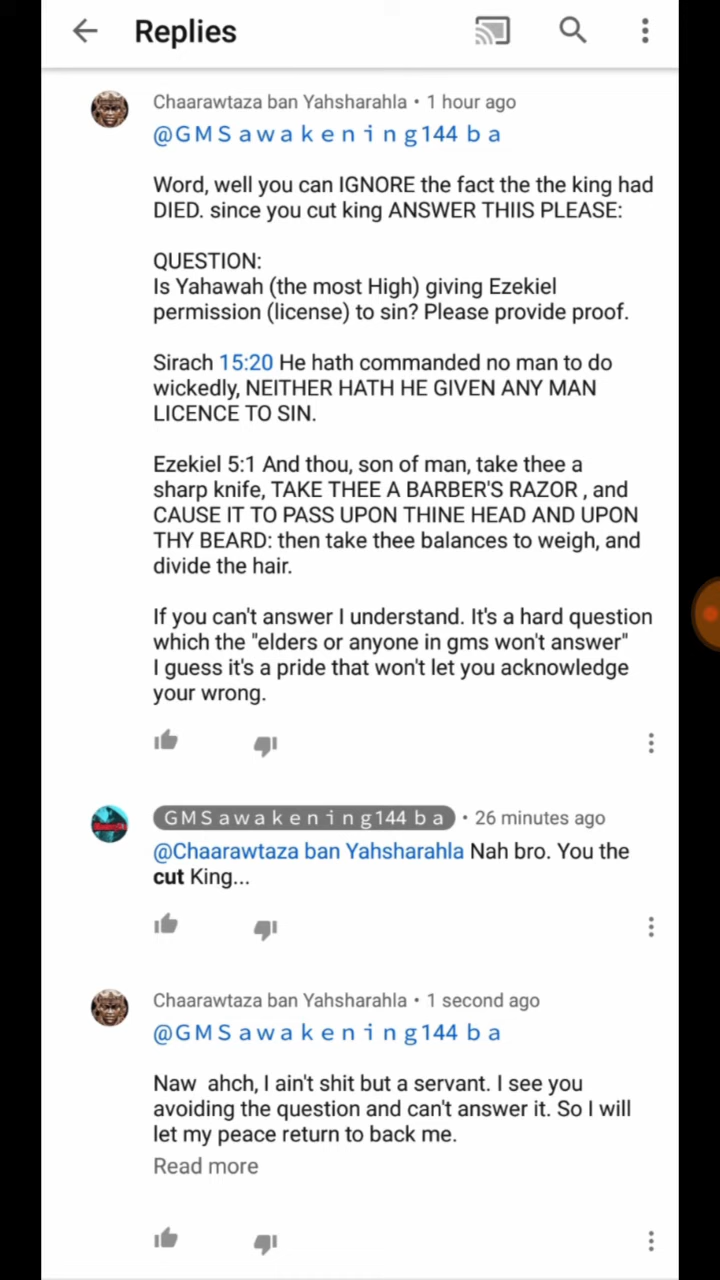 Replies
Chaarawtaza ban Yahsharahla • 1 hour ago
@G M S a w a k e n i n g144 b a
Word, well you can IGNORE the fact the the king had
DIED. since you cut king ANSWER THIIS PLEASE:
QUESTION:
Is Yahawah (the most High) giving Ezekiel
permission (license) to sin? Please provide proof.
Sirach 15:20 He hath commanded no man to do
wickedly, NEITHER HATH HE GIVEN ANY MAN
LICENCE TO SIN.
Ezekiel 5:1 And thou, son of man, take thee a
sharp knife, TAKE THEE A BARBER'S RAZOR , and
CAUSE IT TO PASS UPON THINE HEAD AND UPON
THY BEARD: then take thee balances to weigh, and
divide the hair.
If you can't answer I understand. It's a hard question
which the "elders or anyone in gms won't answer"
I guess it's a pride that won't let you acknowledge
your wrong.
G M S a w a k e n i n g144 b a • 26 minutes ago
@Chaarawtaza ban Yahsharahla Nah bro. You the
cut King...
Chaarawtaza ban Yahsharahla • 1 second ago
@G M S a w a k e n i n g144 b a
Naw  ahch, I ain't shit but a servant. I see you
avoiding the question and can't answer it. So I will
let my peace return to back me.
Read more